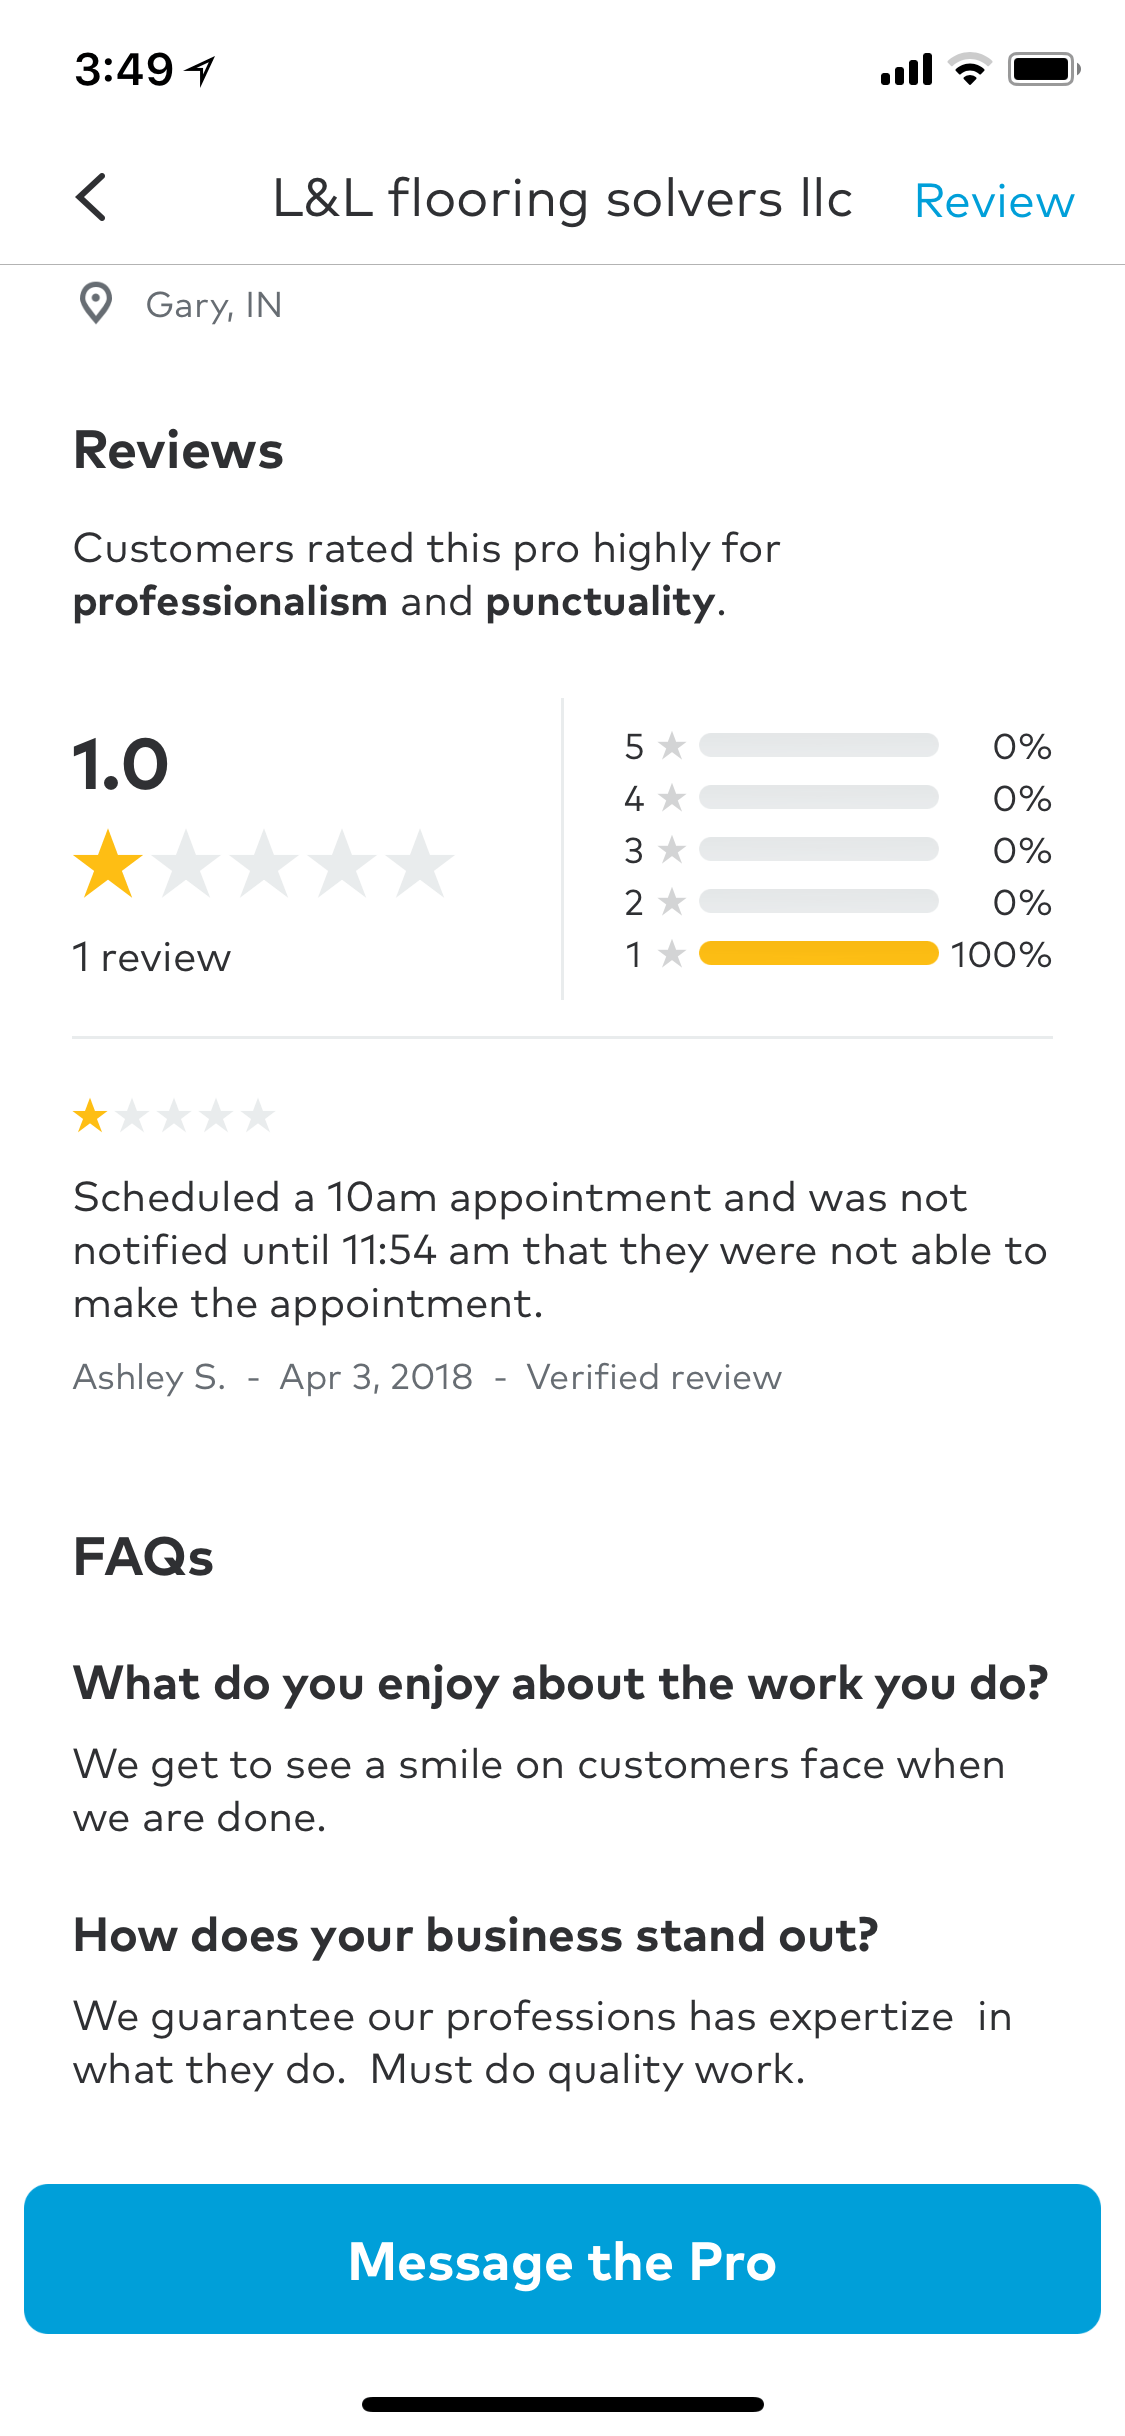 3:49
L&L flooring solvers llc
Review
Gary, IN
Reviews
Customers rated this pro highly for
professionalism and punctuality.
1.0
1 review
5 0%
4 0%
3 0%
2 0%
1 100%
Scheduled a 10am appointment and was not
notified until 11:54 am that they were not able to
make the appointment.
Ashley S. - Apr 3, 2018 - Verified review
FAQs
What do you enjoy about the work you do?
We get to see a smile on customers face when
we are done.
How does your business stand out?
We guarantee our professions has expertize  in
what they do.  Must do quality work.
Message the Pro